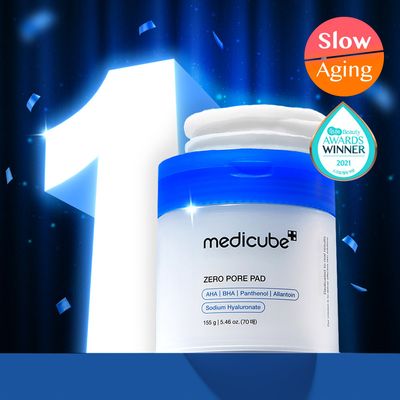 Slow
Aging
Beauty
AWARDS
WINNER
2021
1
medicube
ZERO PORE PAD
AHA | BHA | Panthenol | Allantoin
Sodium Hyaluronate
155 g | 5.46 oz. (70 매)